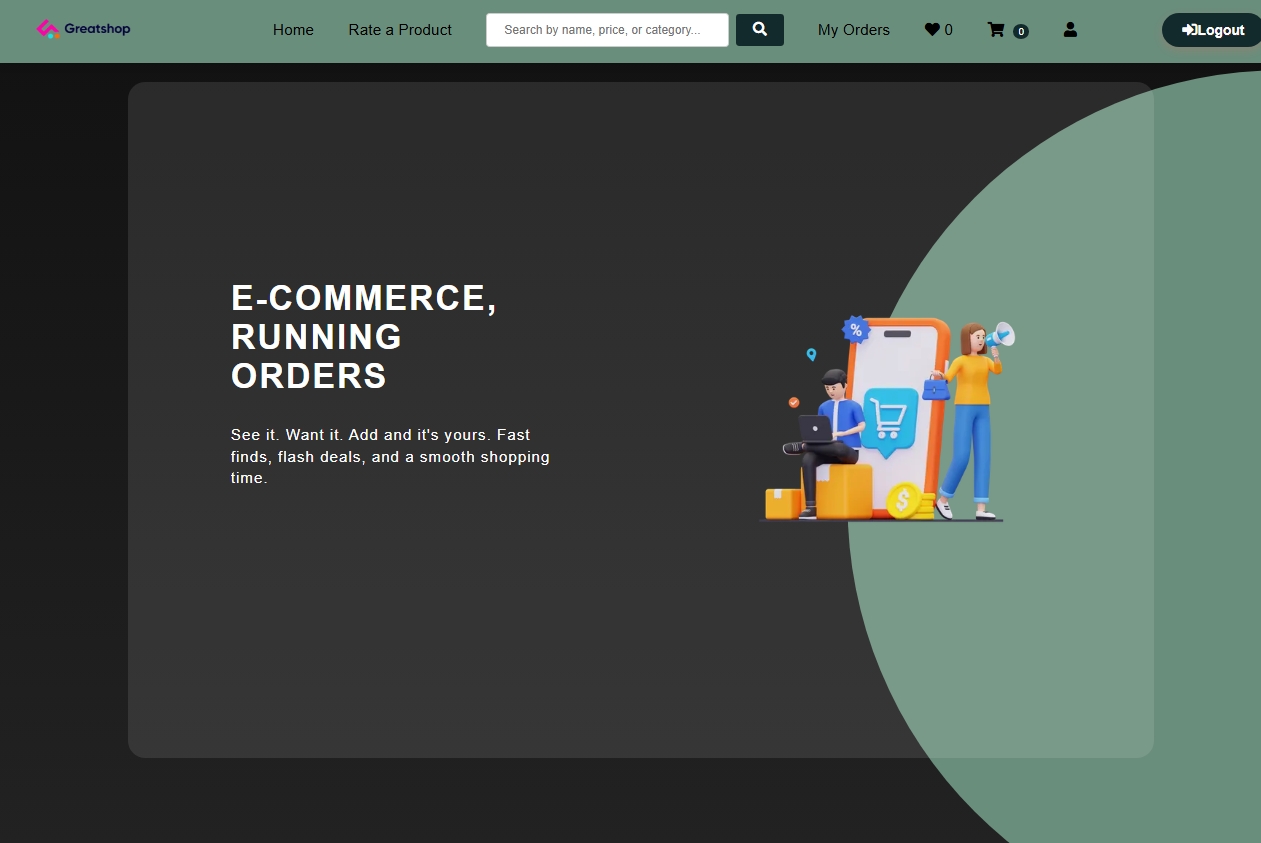 Greatshop
Home
Rate a Product
Search by name, price, or category...
My Orders
0
0
Logout
E-COMMERCE,
RUNNING
ORDERS
See it. Want it. Add and it's yours. Fast
finds, flash deals, and a smooth shopping
time.
%
$